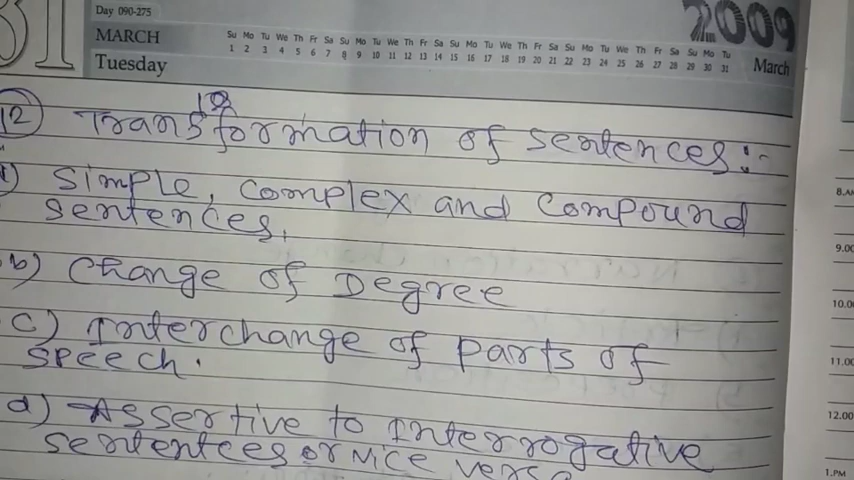 Day 090-275
2009
MARCH
Su Mo Tu We Th Fr Sa Su Mo Tu We Th Fr Sa Su Mo Tu We Th Fr Sa Su Mo Tu We Th Fr Sa Su Mo Tu
1 2 3 4 5 6 7 8 9 10 11 12 13 14 15 16 17 18 19 20 21 22 23 24 25 26 27 28 29 30 31
31
Tuesday
March
12 Transformation of sentences:-
simple, complex and compound
sentences.
b) Change of Degree
c) Interchange of parts of
speech.
d) Assertive to Interrogative
sentences or vice versa
9.00
11.00
12.00
1.PM